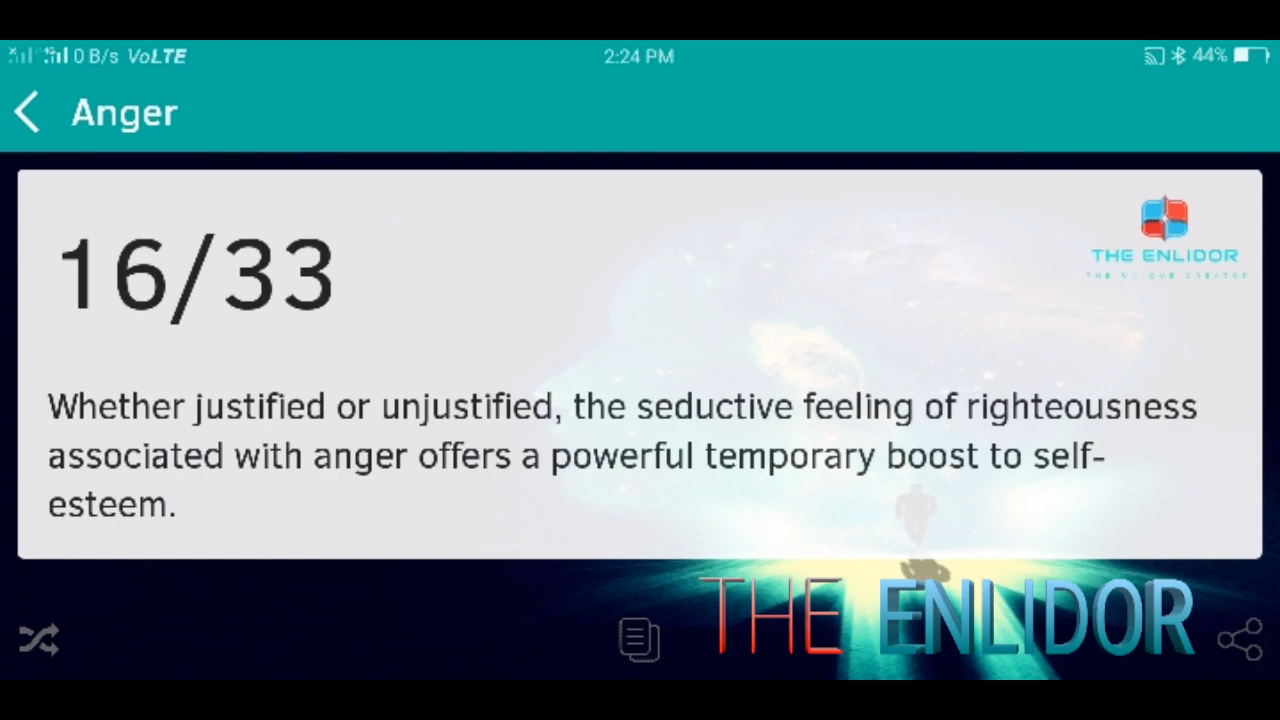 0 B/s VoLTE 2:24 PM 44%
Anger
16/33
THE ENLIDOR
Whether justified or unjustified, the seductive feeling of righteousness
associated with anger offers a powerful temporary boost to self-
esteem.
THE ENLIDOR